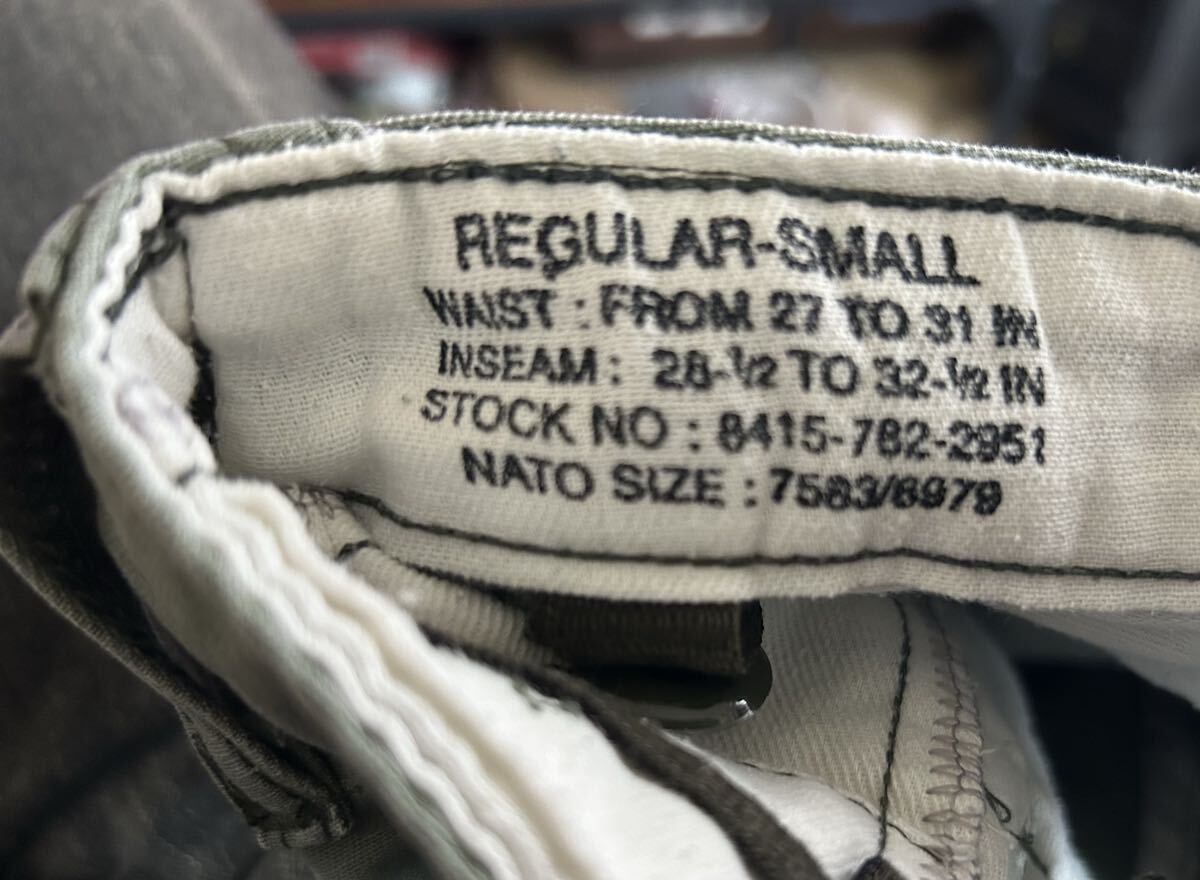 REGULAR-SMALL
WAIST : FROM 27 TO 31 IN
INSEAM : 28-½ TO 32-½ IN
STOCK NO : 8415-782-2951
NATO SIZE : 7583/6979